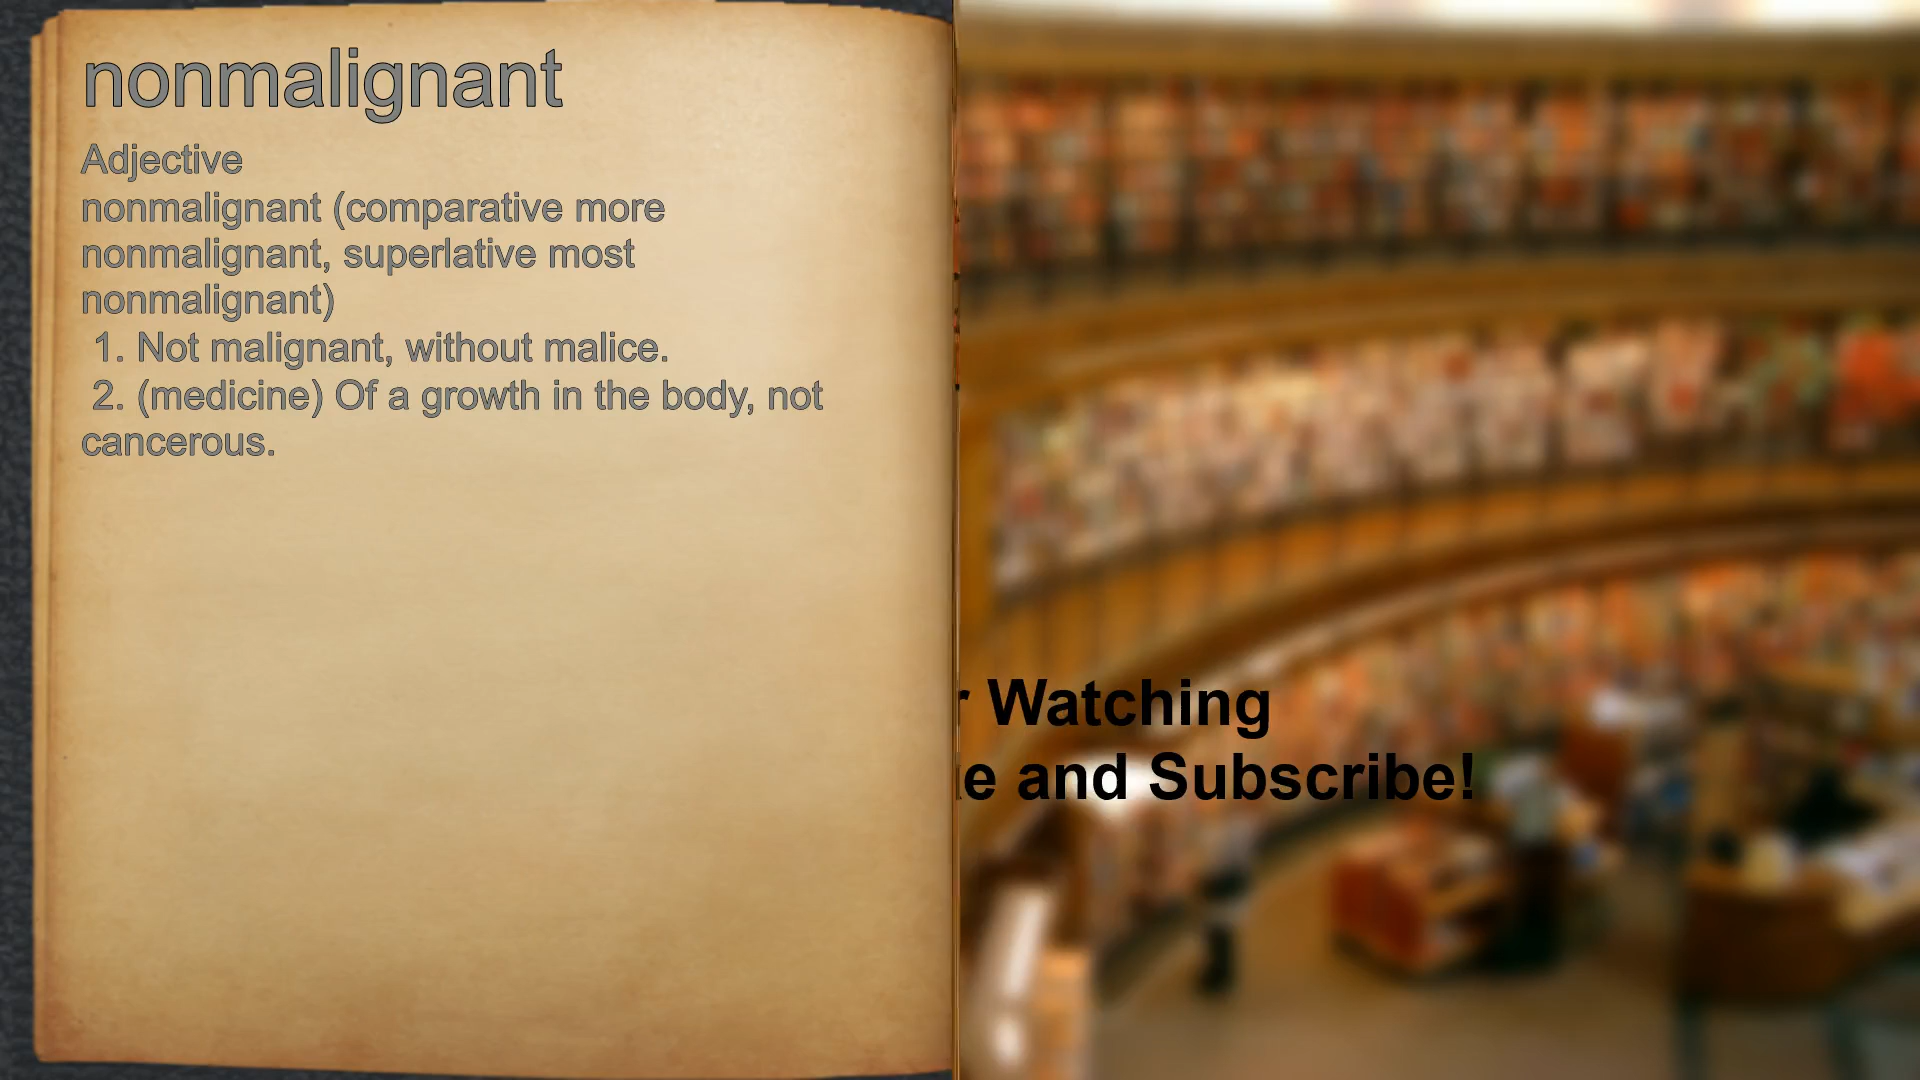 nonmalignant
Adjective
nonmalignant (comparative more
nonmalignant, superlative most
nonmalignant)
1. Not malignant, without malice.
2. (medicine) Of a growth in the body, not
cancerous.
Watching
and Subscribe!